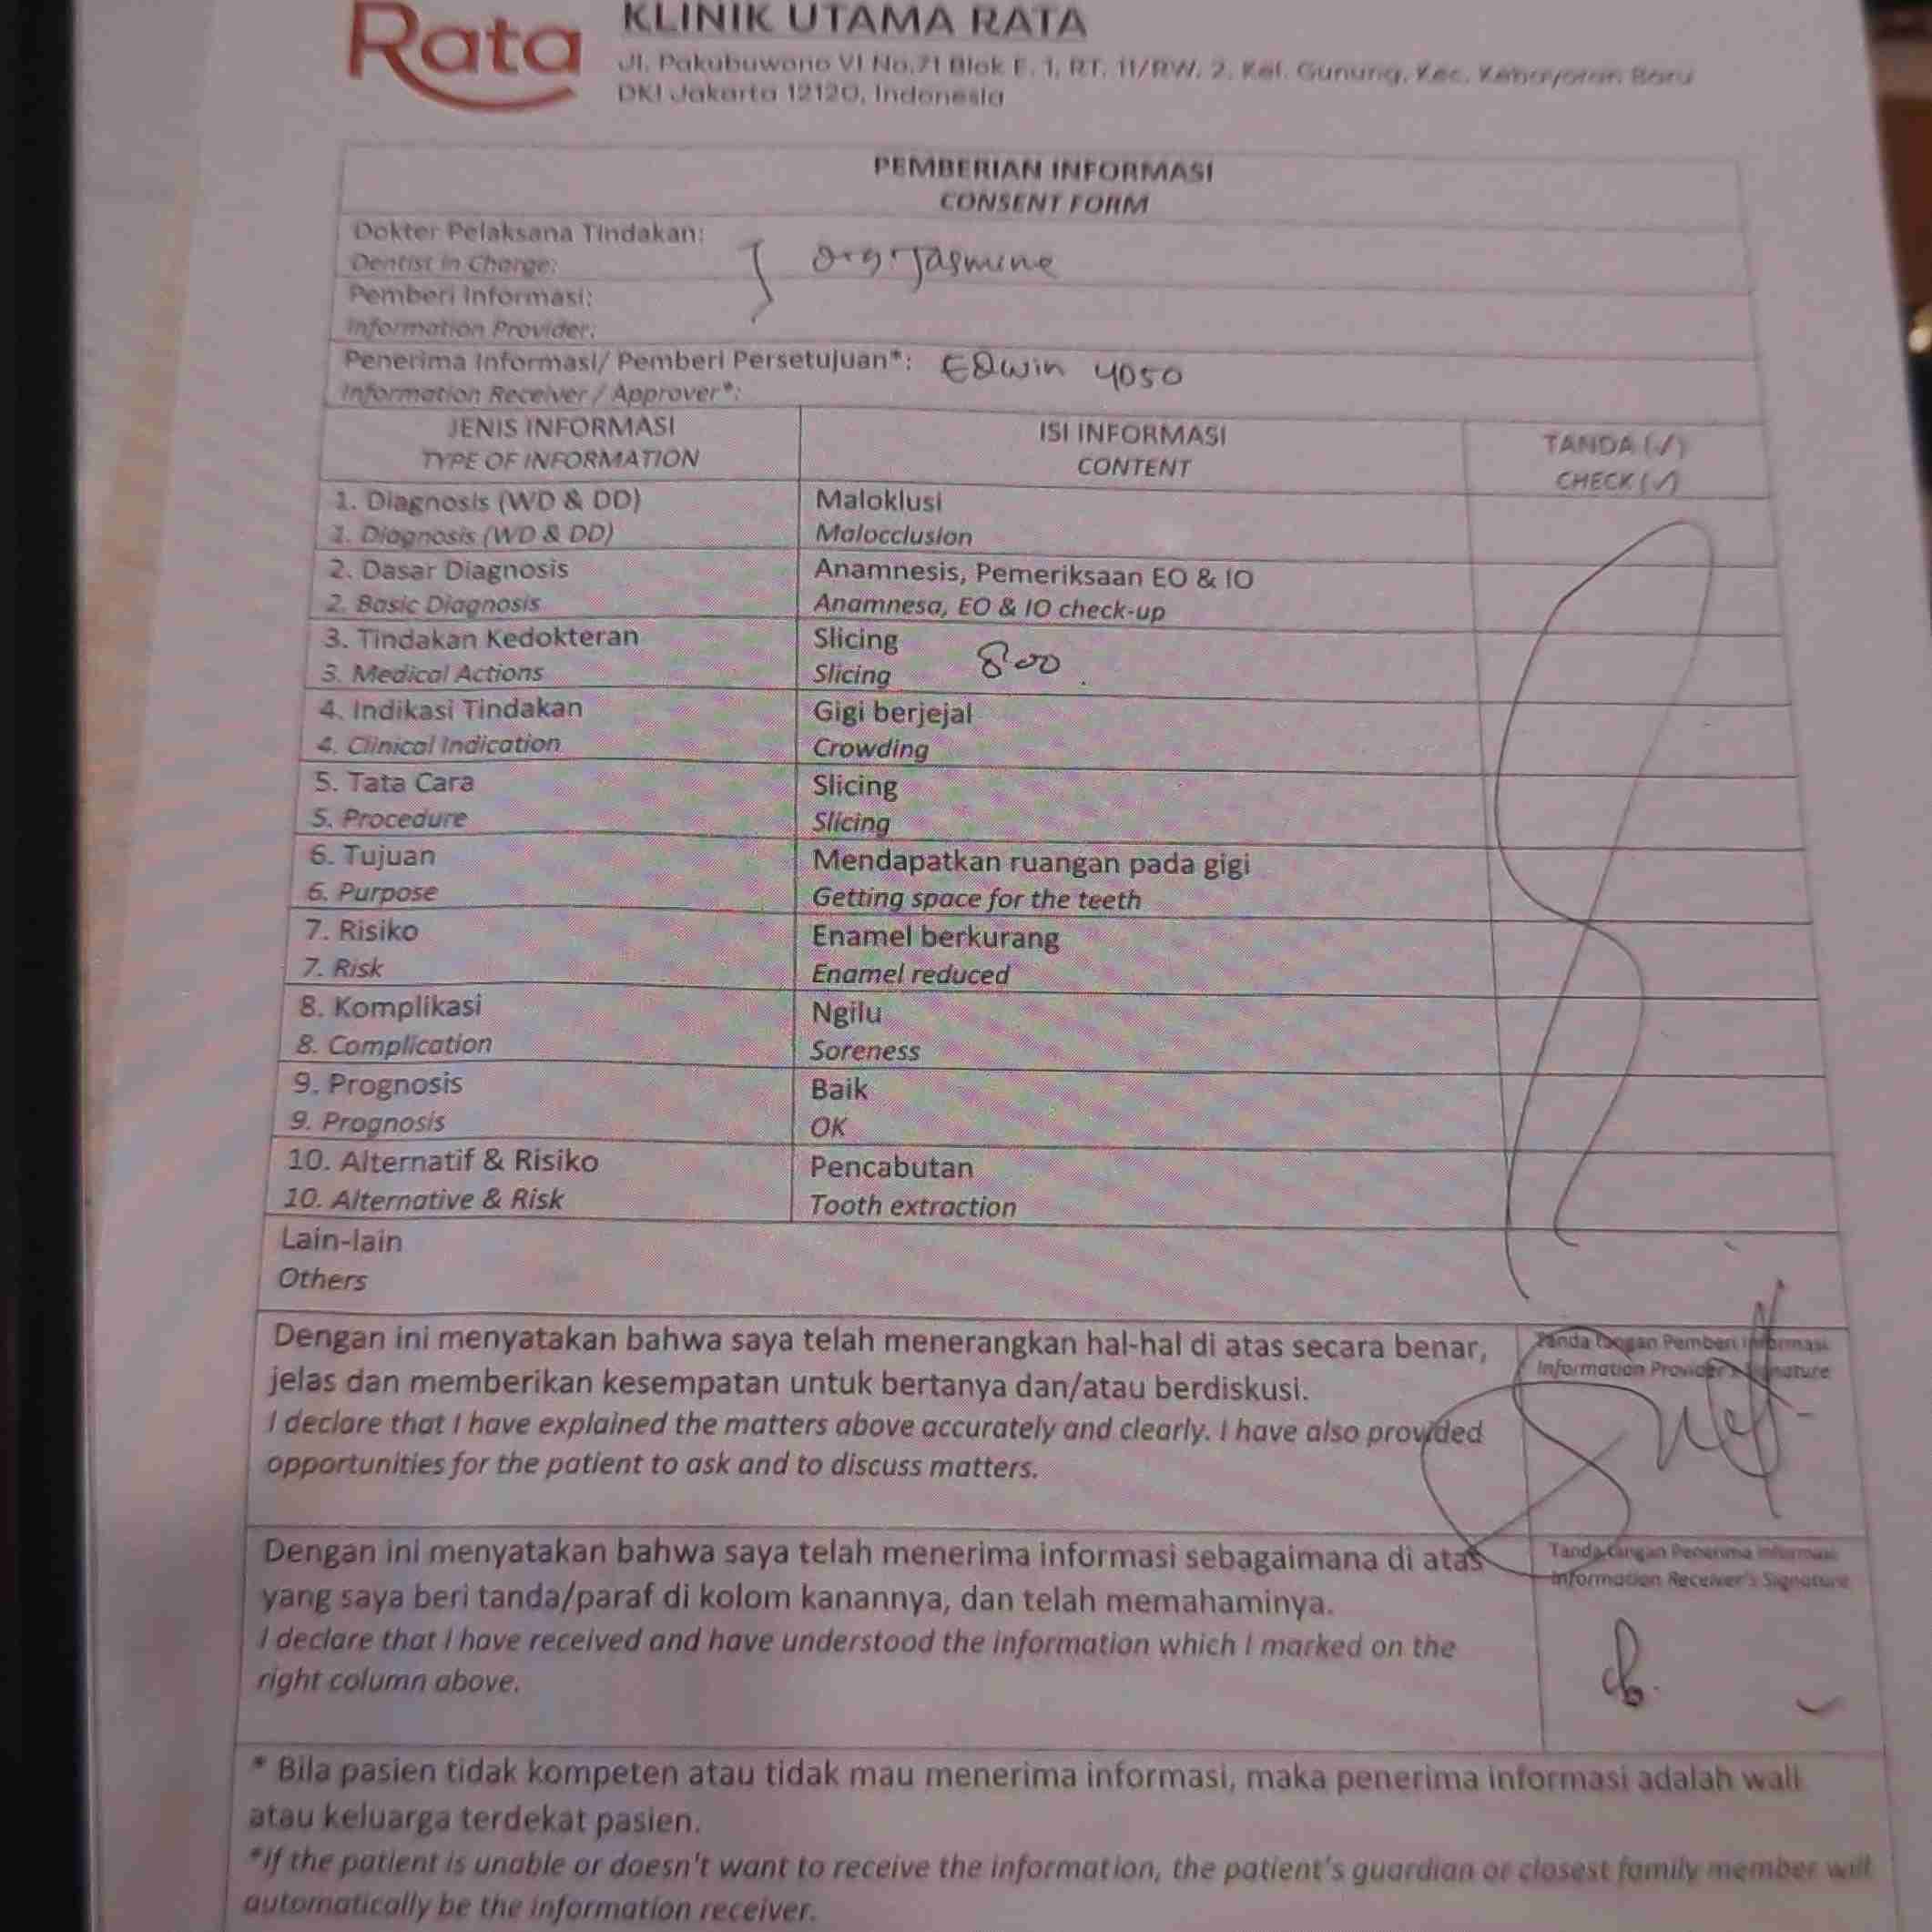 Rata
KLINIK UTAMA RATA
Jl. Pakubuwono VI No.71 Blok E. 1, RT. 11/RW. 2, Kel. Gunung, Kec. Kebayoran Baru
DKI Jakarta 12120, Indonesia
PEMBERIAN INFORMASI
CONSENT FORM
Dokter Pelaksana Tindakan:
Dentist in Charge:
drg. Jasmine
Pemberi Informasi:
Information Provider:
Penerima Informasi/ Pemberi Persetujuan*: Edwin 4050
Information Receiver / Approver*:
JENIS INFORMASI
TYPE OF INFORMATION
ISI INFORMASI
CONTENT
TANDA (√)
CHECK (√)
1. Diagnosis (WD & DD) Maloklusi
1. Diagnosis (WD & DD) Malocclusion
2. Dasar Diagnosis Anamnesis, Pemeriksaan EO & IO
2. Basic Diagnosis Anamnesa, EO & IO check-up
3. Tindakan Kedokteran Slicing
3. Medical Actions Slicing 800
4. Indikasi Tindakan Gigi berjejal
4. Clinical Indication Crowding
5. Tata Cara Slicing
5. Procedure Slicing
6. Tujuan Mendapatkan ruangan pada gigi
6. Purpose Getting space for the teeth
7. Risiko Enamel berkurang
7. Risk Enamel reduced
8. Komplikasi Ngilu
8. Complication Soreness
9. Prognosis Baik
9. Prognosis OK
10. Alternatif & Risiko Pencabutan
10. Alternative & Risk Tooth extraction
Lain-lain
Others
Dengan ini menyatakan bahwa saya telah menerangkan hal-hal di atas secara benar,
jelas dan memberikan kesempatan untuk bertanya dan/atau berdiskusi.
I declare that I have explained the matters above accurately and clearly. I have also provided
opportunities for the patient to ask and to discuss matters.
Tanda tangan Pemberi Informasi
Information Provider's Signature
Dengan ini menyatakan bahwa saya telah menerima informasi sebagaimana di atas
yang saya beri tanda/paraf di kolom kanannya, dan telah memahaminya.
I declare that I have received and have understood the information which I marked on the
right column above.
Tanda tangan Penerima Informasi
Information Receiver's Signature
* Bila pasien tidak kompeten atau tidak mau menerima informasi, maka penerima informasi adalah wali
atau keluarga terdekat pasien.
*If the patient is unable or doesn't want to receive the information, the patient's guardian or closest family member will
automatically be the information receiver.